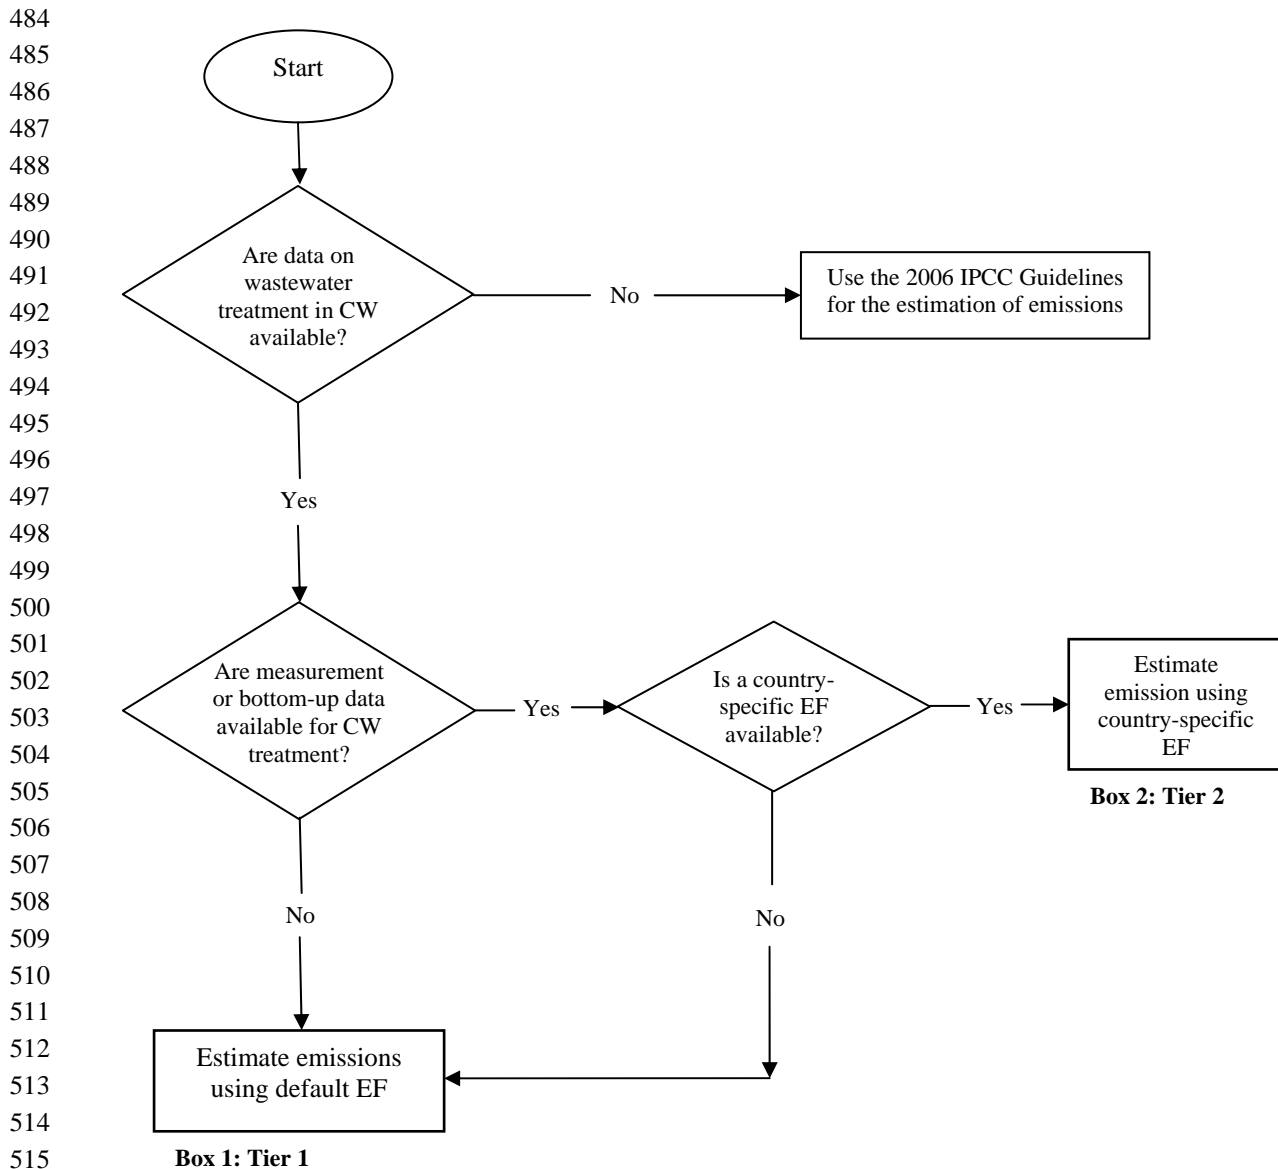 484
485
486
487
488
489
490
491
492
493
494
495
496
497
498
499
500
501
502
503
504
505
506
507
508
509
510
511
512
513
514
515
Start
Are data on
wastewater
treatment in CW
available?
No
Use the 2006 IPCC Guidelines
for the estimation of emissions
Yes
Are measurement
or bottom-up data
available for CW
treatment?
Yes
Is a country-
specific EF
available?
Yes
Estimate
emission using
country-specific
EF
Box 2: Tier 2
No
No
Estimate emissions
using default EF
Box 1: Tier 1